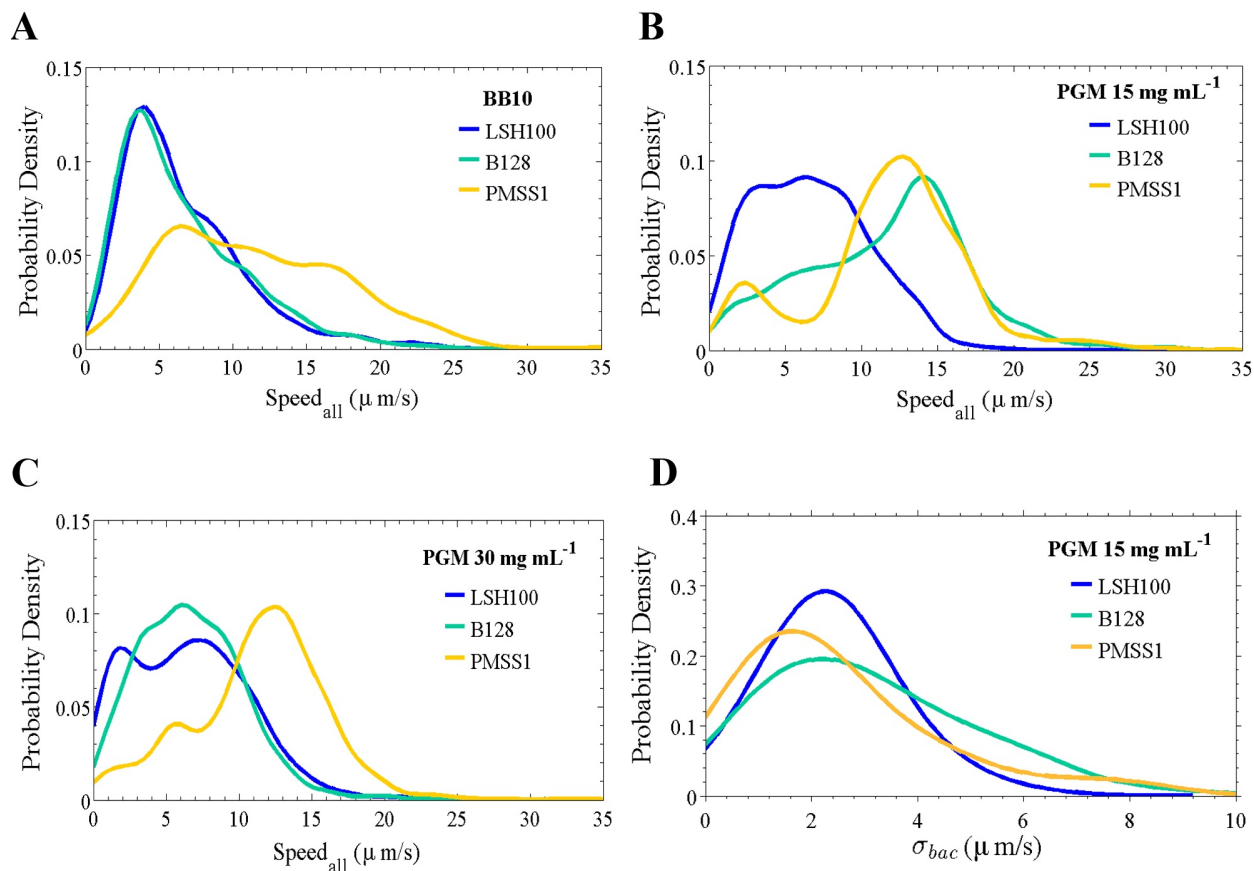 A
BB10
LSH100
B128
PMSS1
Probability Density
0.15
0.1
0.05
0
0 5 10 15 20 25 30 35
Speed_all (μ m/s)
B
PGM 15 mg mL⁻¹
LSH100
B128
PMSS1
Probability Density
0.15
0.1
0.05
0
0 5 10 15 20 25 30 35
Speed_all (μ m/s)
C
PGM 30 mg mL⁻¹
LSH100
B128
PMSS1
Probability Density
0.15
0.1
0.05
0
0 5 10 15 20 25 30 35
Speed_all (μ m/s)
D
PGM 15 mg mL⁻¹
LSH100
B128
PMSS1
Probability Density
0.4
0.3
0.2
0.1
0
0 2 4 6 8 10
σ_bac (μ m/s)